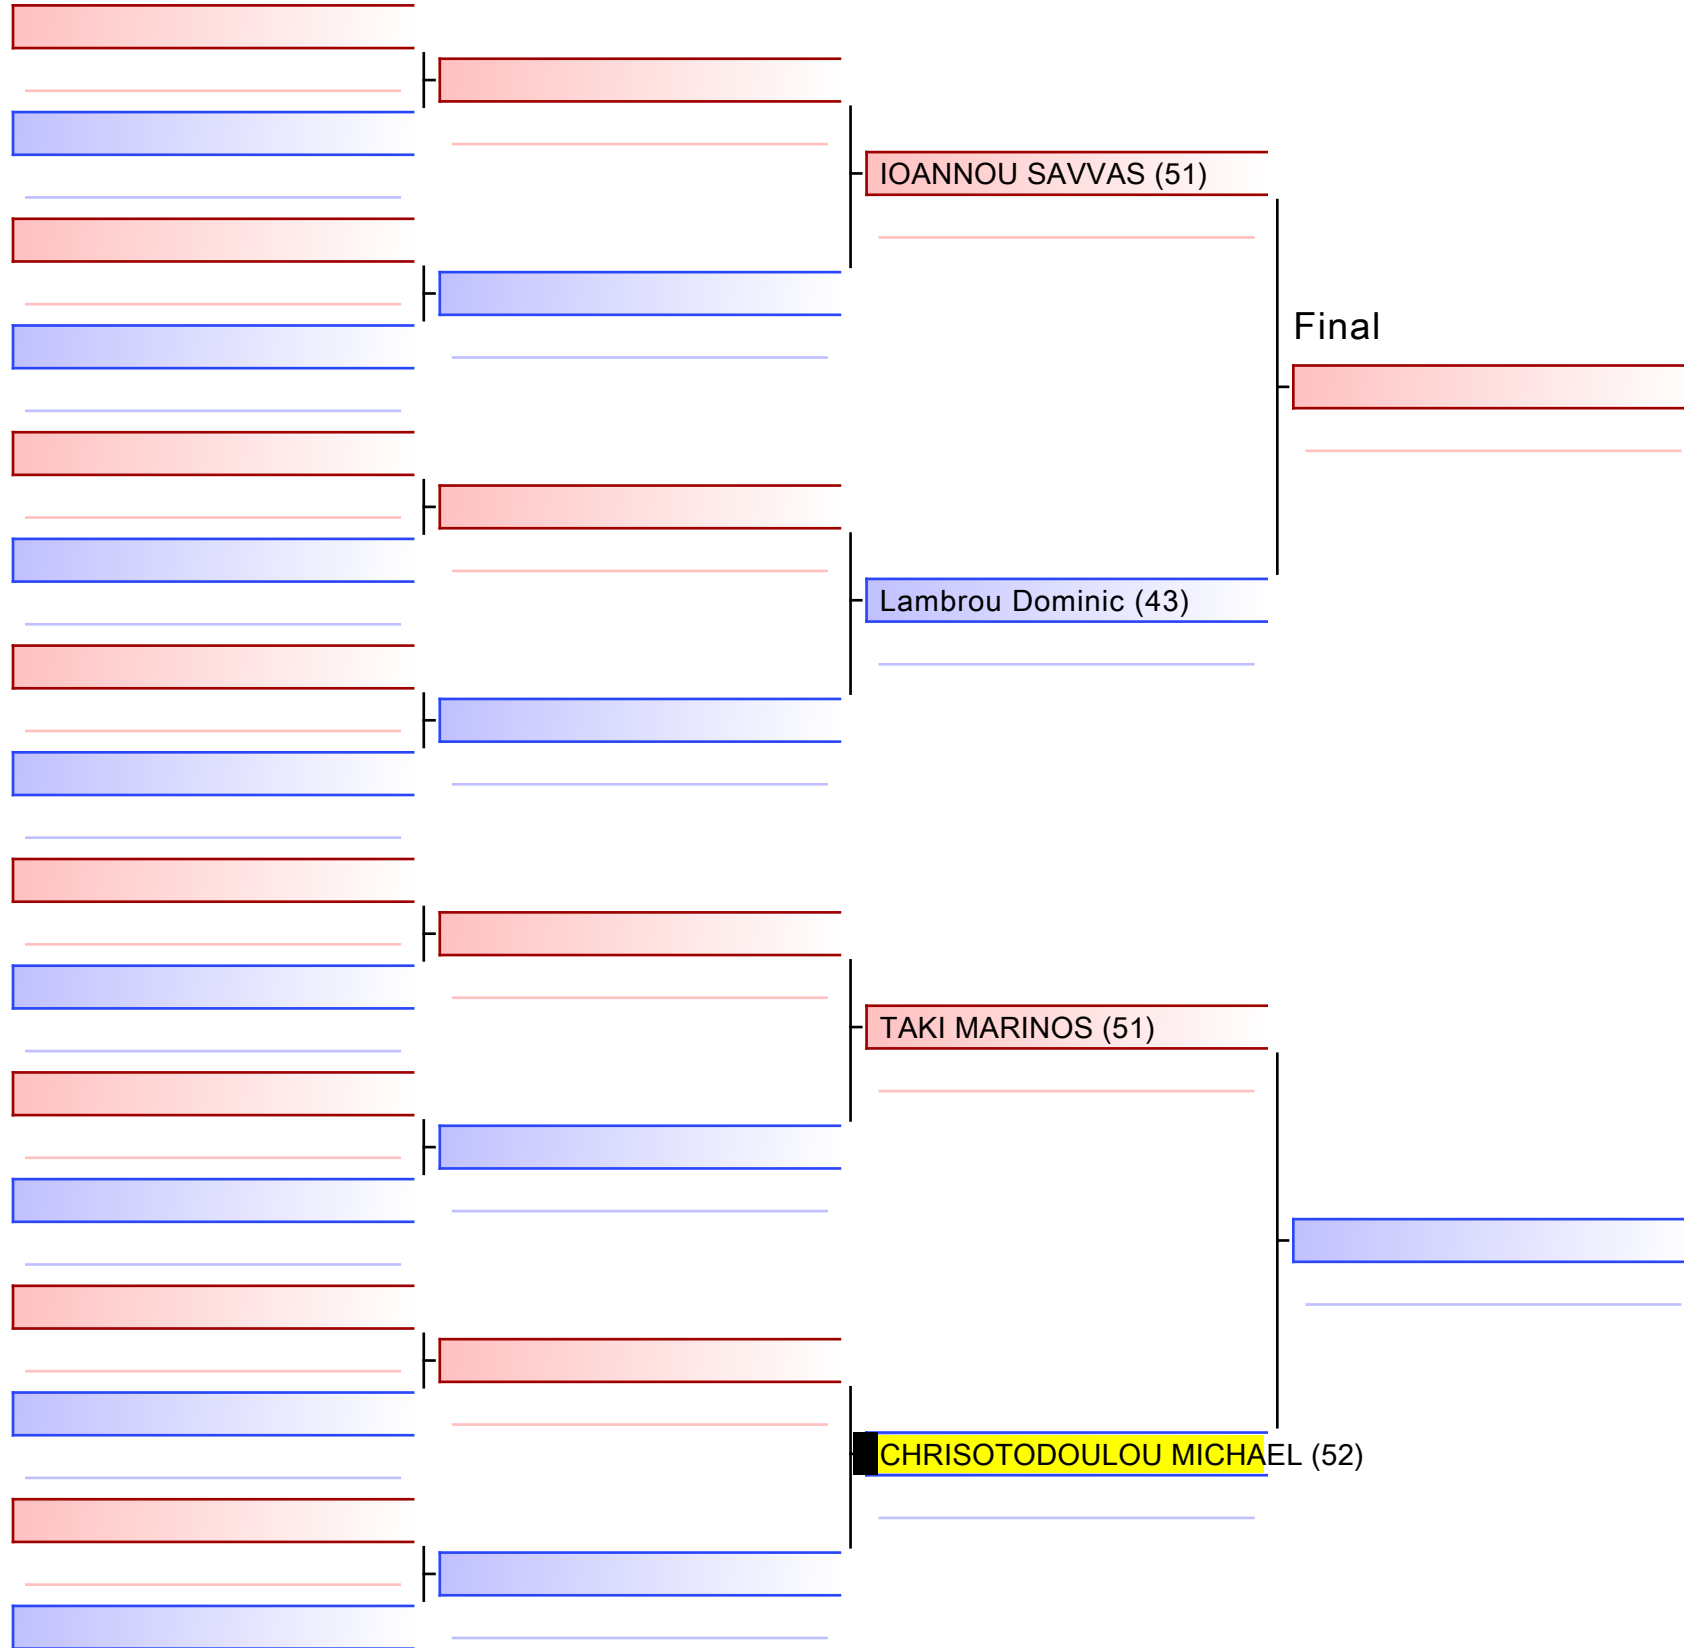 IOANNOU SAVVAS (51)
Final
Lambrou Dominic (43)
TAKI MARINOS (51)
CHRISOTODOULOU MICHAEL (52)